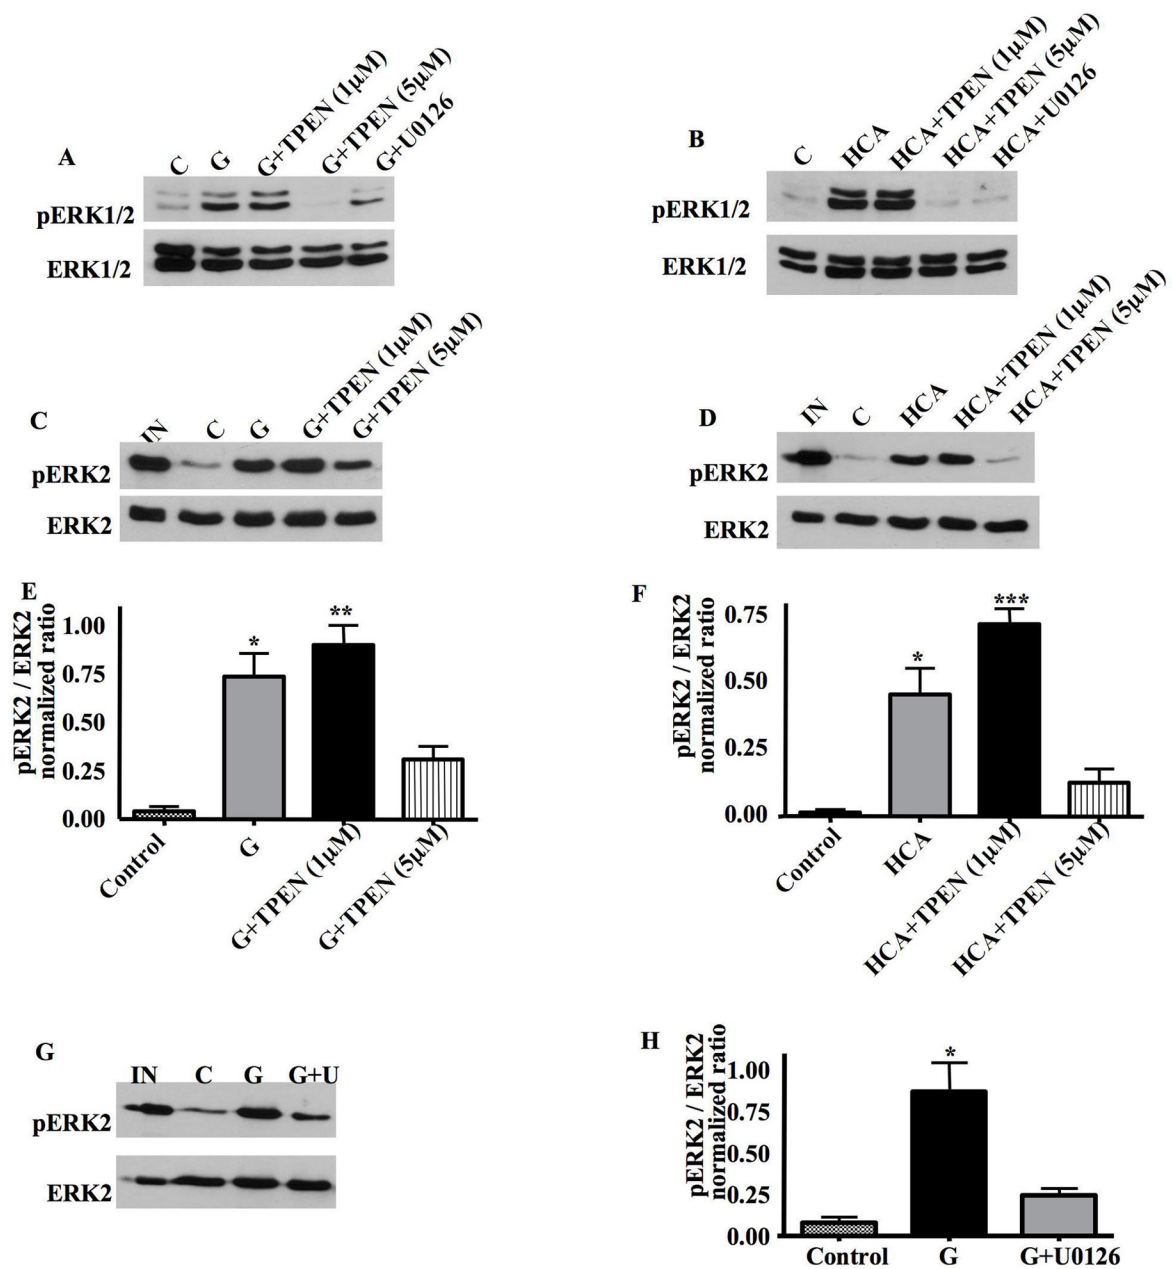 A
C
G
G+TPEN (1µM)
G+TPEN (5µM)
G+U0126
pERK1/2
ERK1/2
B
C
HCA
HCA+TPEN (1µM)
HCA+TPEN (5µM)
HCA+U0126
pERK1/2
ERK1/2
C
IN
C
G
G+TPEN (1µM)
G+TPEN (5µM)
pERK2
ERK2
D
IN
C
HCA
HCA+TPEN (1µM)
HCA+TPEN (5µM)
pERK2
ERK2
E
pERK2 / ERK2
normalized ratio
1.00
0.75
0.50
0.25
0.00
*
**
Control
G
G+TPEN (1µM)
G+TPEN (5µM)
F
pERK2 / ERK2
normalized ratio
0.75
0.50
0.25
0.00
*
***
Control
HCA
HCA+TPEN (1µM)
HCA+TPEN (5µM)
G
IN C G G+U
pERK2
ERK2
H
pERK2 / ERK2
normalized ratio
1.00
0.75
0.50
0.25
0.00
*
Control G G+U0126